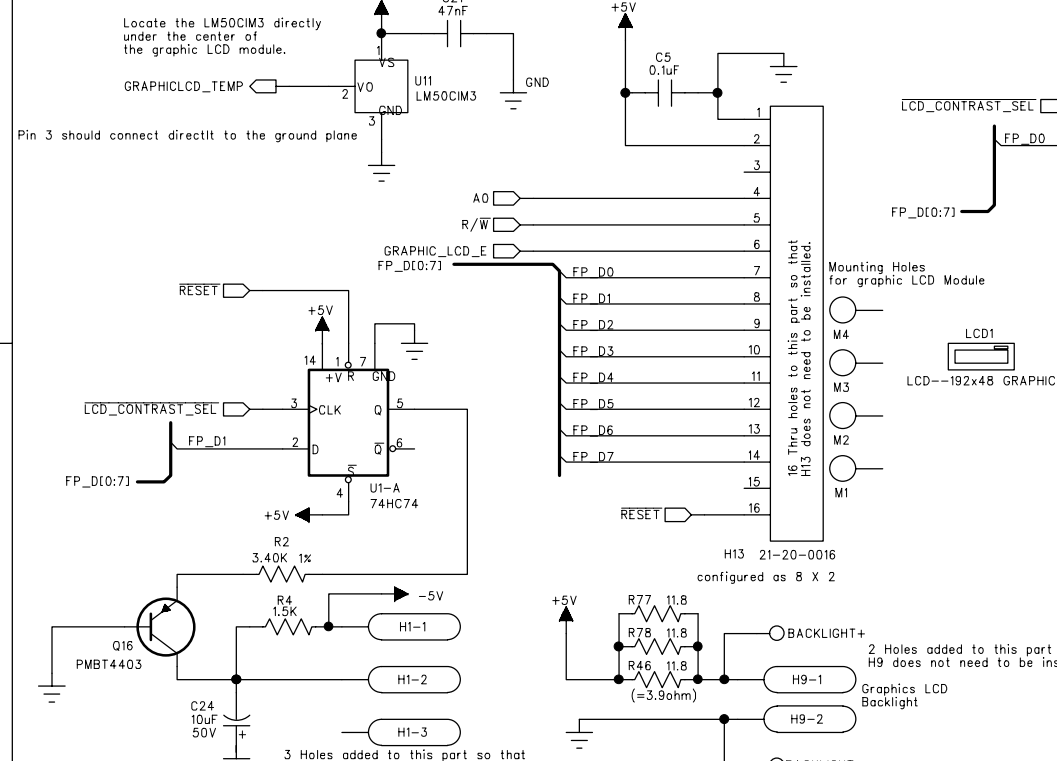 Locate the LM50CIM3 directly
under the center of
the graphic LCD module.
47nF
1
VS
GRAPHICLCD_TEMP
2
VO
U11
LM50CIM3
GND
GND
3
Pin 3 should connect directlt to the ground plane
+5V
C5
0.1uF
1
2
3
A0
4
R/W
5
GRAPHIC_LCD_E
6
FP_D[0:7]
FP_D0
7
FP_D1
8
FP_D2
9
FP_D3
10
FP_D4
11
FP_D5
12
FP_D6
13
FP_D7
14
15
RESET
16
16 Thru holes to this part so that
H13 does not need to be installed.
H13 21-20-0016
configured as 8 X 2
LCD_CONTRAST_SEL
FP_D0
FP_D[0:7]
Mounting Holes
for graphic LCD Module
M4
M3
M2
M1
LCD1
LCD--192x48 GRAPHIC
RESET
+5V
14
1
7
+V
R
GND
LCD_CONTRAST_SEL
3
CLK
Q
5
FP_D1
2
D
Q
6
FP_D[0:7]
S
4
U1-A
74HC74
+5V
R2
3.40K 1%
R4
1.5K
-5V
H1-1
Q16
PMBT4403
H1-2
C24
10uF
50V
+
H1-3
3 Holes added to this part so that
+5V
R77 11.8
R78 11.8
R46 11.8
(=3.9ohm)
BACKLIGHT+
2 Holes added to this part
H9 does not need to be ins
H9-1
Graphics LCD
Backlight
H9-2